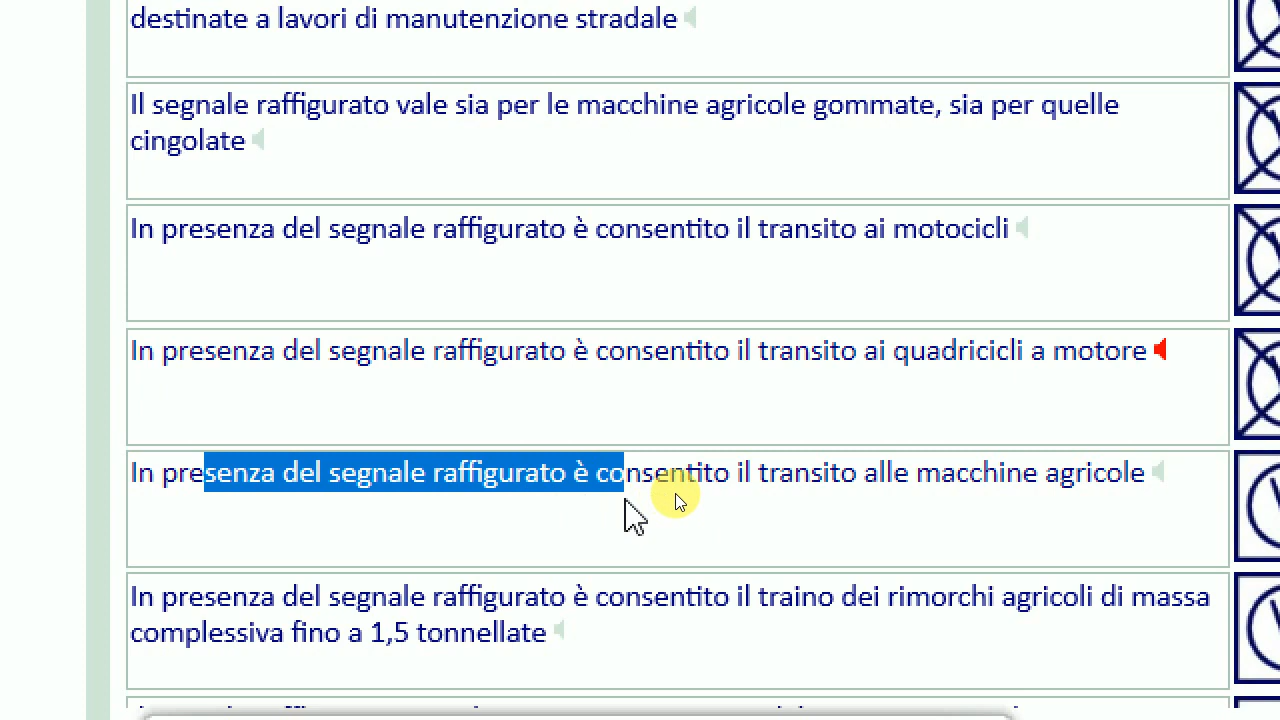 destinate a lavori di manutenzione stradale
Il segnale raffigurato vale sia per le macchine agricole gommate, sia per quelle
cingolate
In presenza del segnale raffigurato è consentito il transito ai motocicli
In presenza del segnale raffigurato è consentito il transito ai quadricicli a motore
In presenza del segnale raffigurato è consentito il transito alle macchine agricole
In presenza del segnale raffigurato è consentito il traino dei rimorchi agricoli di massa
complessiva fino a 1,5 tonnellate